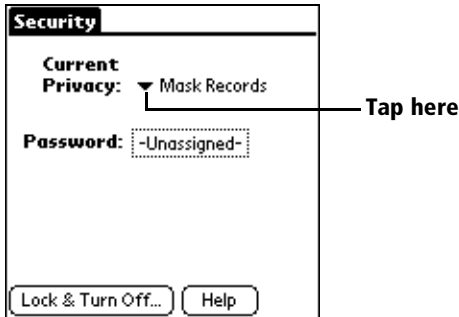 Security
Current
Privacy: Mask Records
Tap here
Password: -Unassigned-
Lock & Turn Off... Help